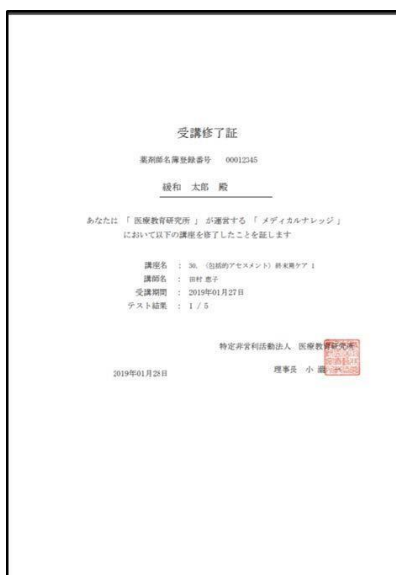 受講修了証
薬剤師名簿登録番号 00012345
緩和 太郎 殿
あなたは 「 医療教育研究所 」 が運営する 「 メディカルナレッジ 」
において以下の講座を修了したことを証します
講座名 : 30, (包括的アセスメント) 終末期ケア 1
講師名 : 田村 恵子
受講期間 : 2019年01月27日
テスト結果 : 1 / 5
特定非営利活動法人 医療教育研究所
理事長 小
2019年01月28日